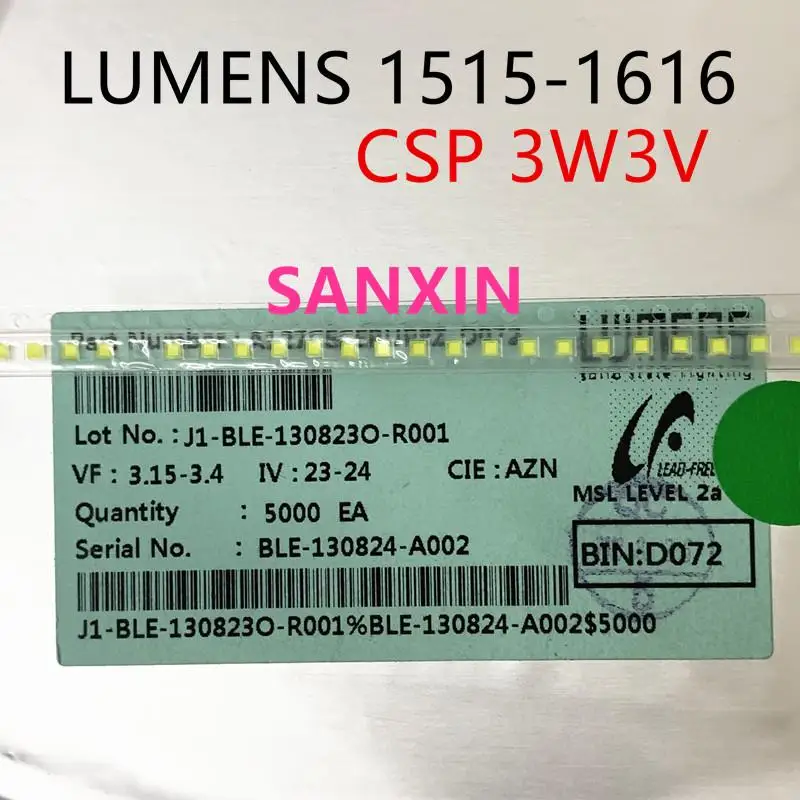 LUMENS 1515-1616
CSP 3W3V
SANXIN
Part Number
LUMENS
solid state lighting
Lot No. : J1-BLE-130823O-R001
VF : 3.15-3.4 IV : 23-24 CIE : AZN
LEAD-FREE
MSL LEVEL 2a
Quantity : 5000 EA
Serial No. : BLE-130824-A002
BIN:D072
J1-BLE-130823O-R001%BLE-130824-A002$5000